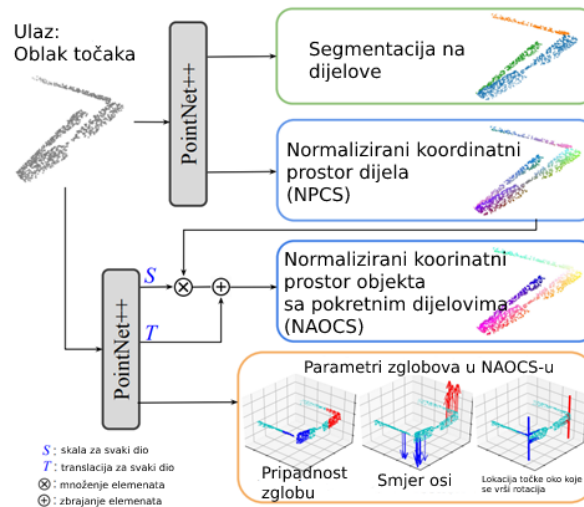 Ulaz:
Oblak točaka
PointNet++
Segmentacija na
dijelove
Normalizirani koordinatni
prostor dijela
(NPCS)
Normalizirani koorinatni
prostor objekta
sa pokretnim dijelovima
(NAOCS)
PointNet++
S
T
Parametri zglobova u NAOCS-u
Pripadnost
zglobu
Smjer osi
Lokacija točke oko koje
se vrši rotacija
S : skala za svaki dio
T : translacija za svaki dio
⊗ : množenje elemenata
⊕ : zbrajanje elemenata